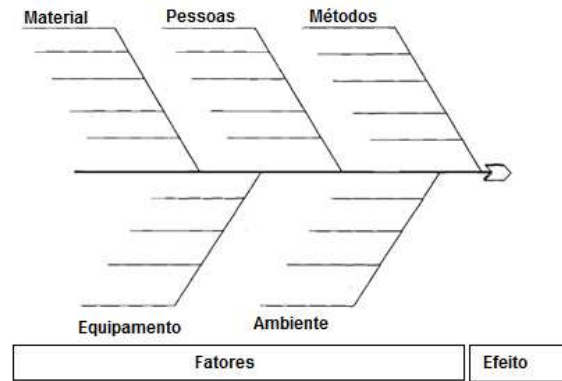 Material
Pessoas
Métodos
Equipamento
Ambiente
Fatores
Efeito